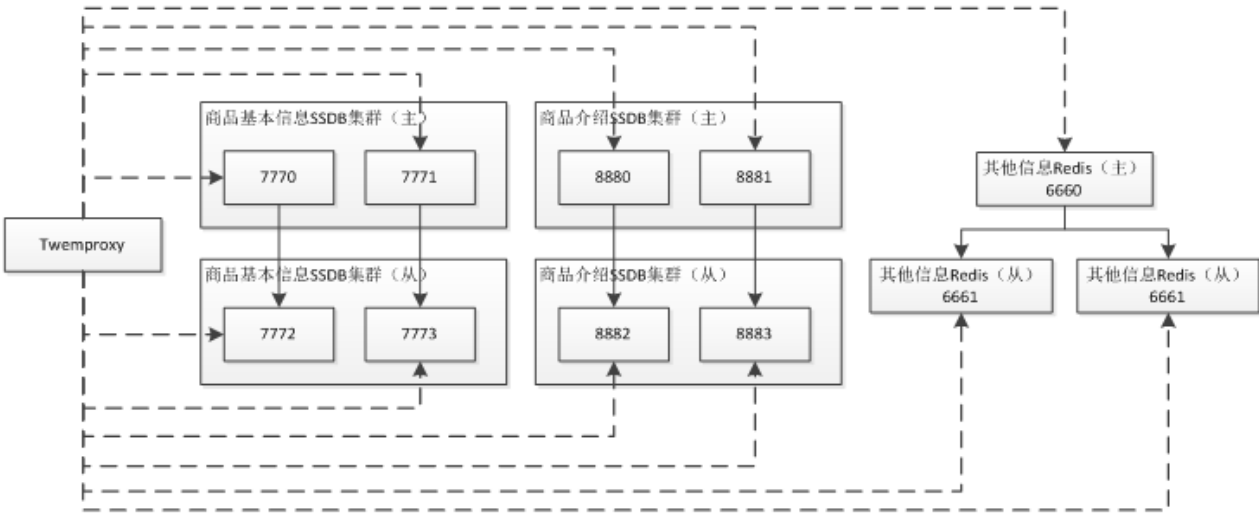 商品基本信息SSDB集群（主）
7770
7771
商品介绍SSDB集群（主）
8880
8881
其他信息Redis（主）
6660
Twemproxy
商品基本信息SSDB集群（从）
7772
7773
商品介绍SSDB集群（从）
8882
8883
其他信息Redis（从）
6661
其他信息Redis（从）
6661